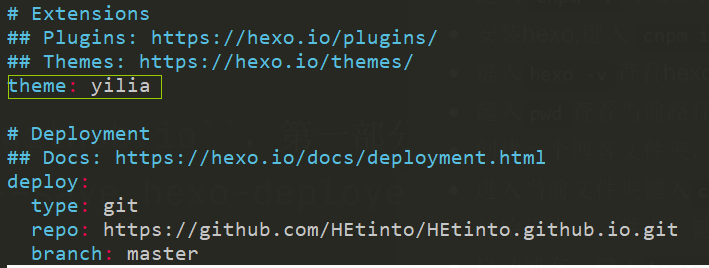 # Extensions
## Plugins: https://hexo.io/plugins/
## Themes: https://hexo.io/themes/
theme: yilia
# Deployment
## Docs: https://hexo.io/docs/deployment.html
deploy:
  type: git
  repo: https://github.com/HEtinto/HEtinto.github.io.git
  branch: master